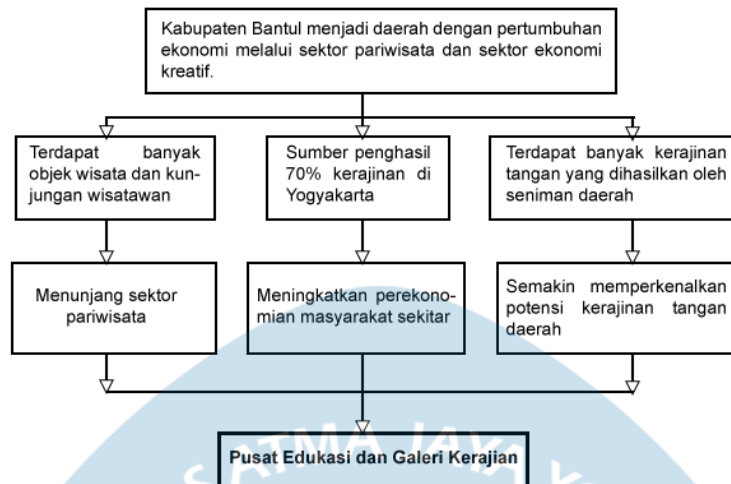 Kabupaten Bantul menjadi daerah dengan pertumbuhan
ekonomi melalui sektor pariwisata dan sektor ekonomi
kreatif.
Terdapat banyak
objek wisata dan kun-
jungan wisatawan
Sumber penghasil
70% kerajinan di
Yogyakarta
Terdapat banyak kerajinan
tangan yang dihasilkan oleh
seniman daerah
Menunjang sektor
pariwisata
Meningkatkan perekono-
mian masyarakat sekitar
Semakin memperkenalkan
potensi kerajinan tangan
daerah
Pusat Edukasi dan Galeri Kerajian
ATMA JAYA